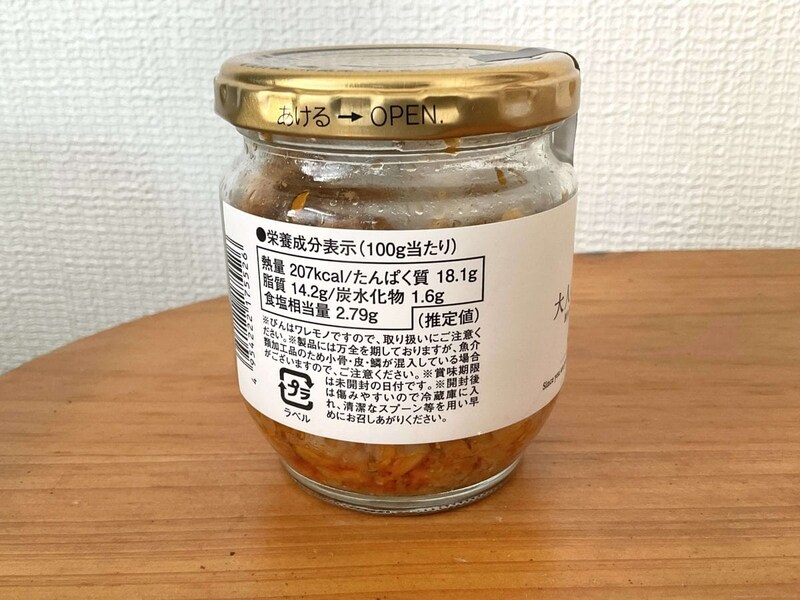 あける→OPEN.
●栄養成分表示(100g当たり)
熱量 207kcal/たんぱく質 18.1g
脂質 14.2g/炭水化物 1.6g
食塩相当量 2.79g
(推定値)
※びんはワレモノですので、取り扱いにご注意く
ださい。※製品には万全を期しておりますが、魚介
類加工品のため小骨・皮・鱗が混入している場合
がございますので、ご注意ください。※賞味期限
は未開封の日付です。※開封後
は傷みやすいので冷蔵庫に入
れ、清潔なスプーン等を用い早
めにお召しあがりください。
プラ
ラベル
大人
Since